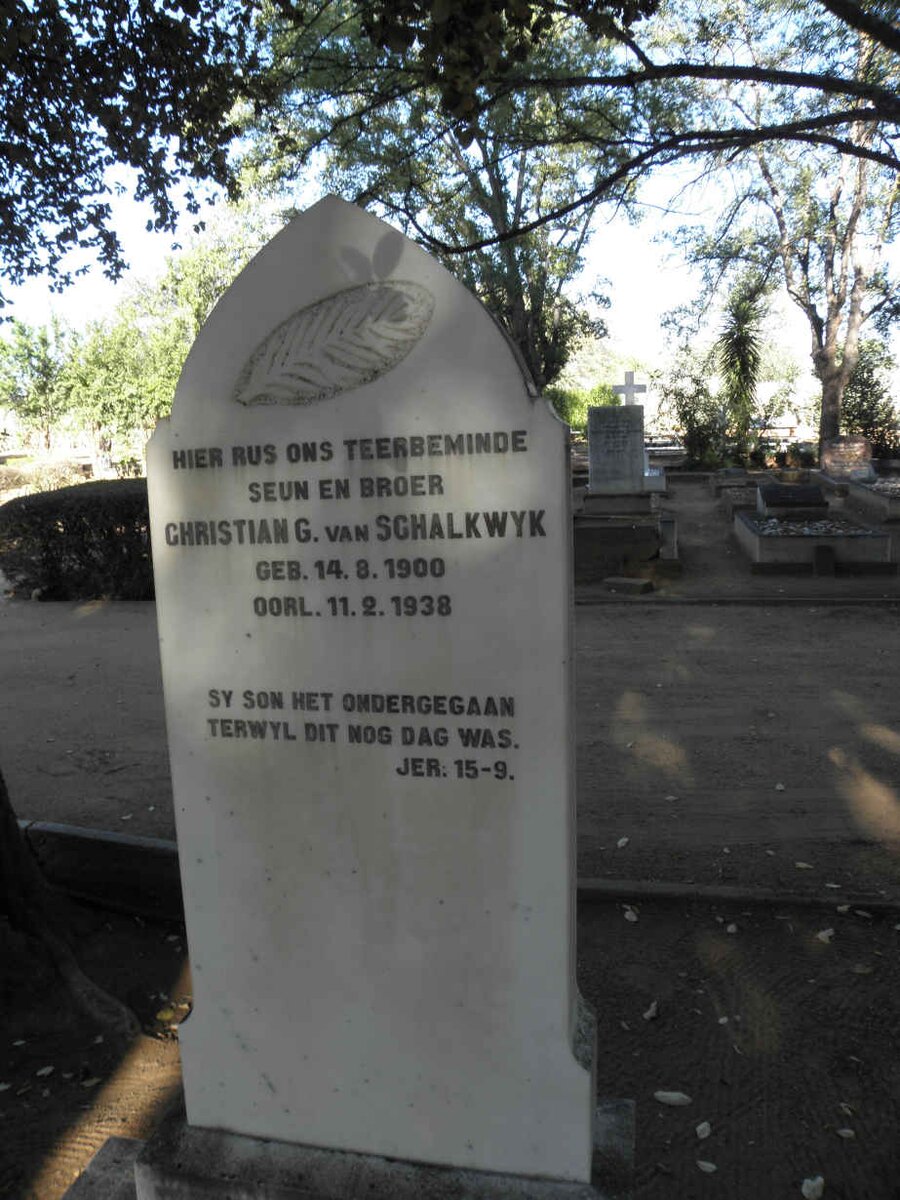 HIER RUS ONS TEERBEMINDE
SEUN EN BROER
CHRISTIAN G. VAN SCHALKWYK
GEB. 14. 8. 1900
OORL. 11. 2. 1938
SY SON HET ONDERGEGAAN
TERWYL DIT NOG DAG WAS.
JER: 15-9.